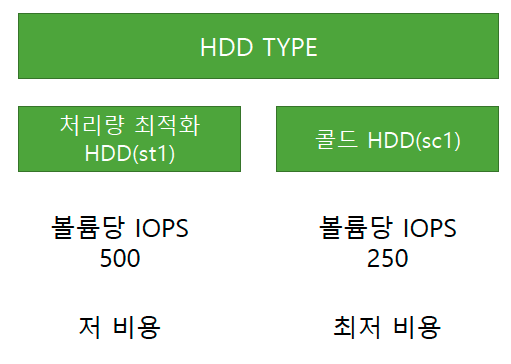 HDD TYPE
처리량 최적화
HDD(st1)
콜드 HDD(sc1)
볼륨당 IOPS
500
볼륨당 IOPS
250
저 비용
최저 비용